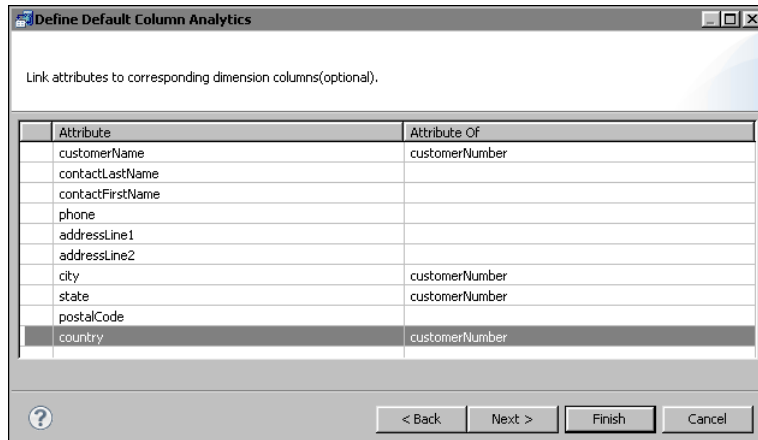 Define Default Column Analytics
Link attributes to corresponding dimension columns(optional).
Attribute Attribute Of
customerName customerNumber
contactLastName
contactFirstName
phone
addressLine1
addressLine2
city customerNumber
state customerNumber
postalCode
country customerNumber
? < Back Next > Finish Cancel